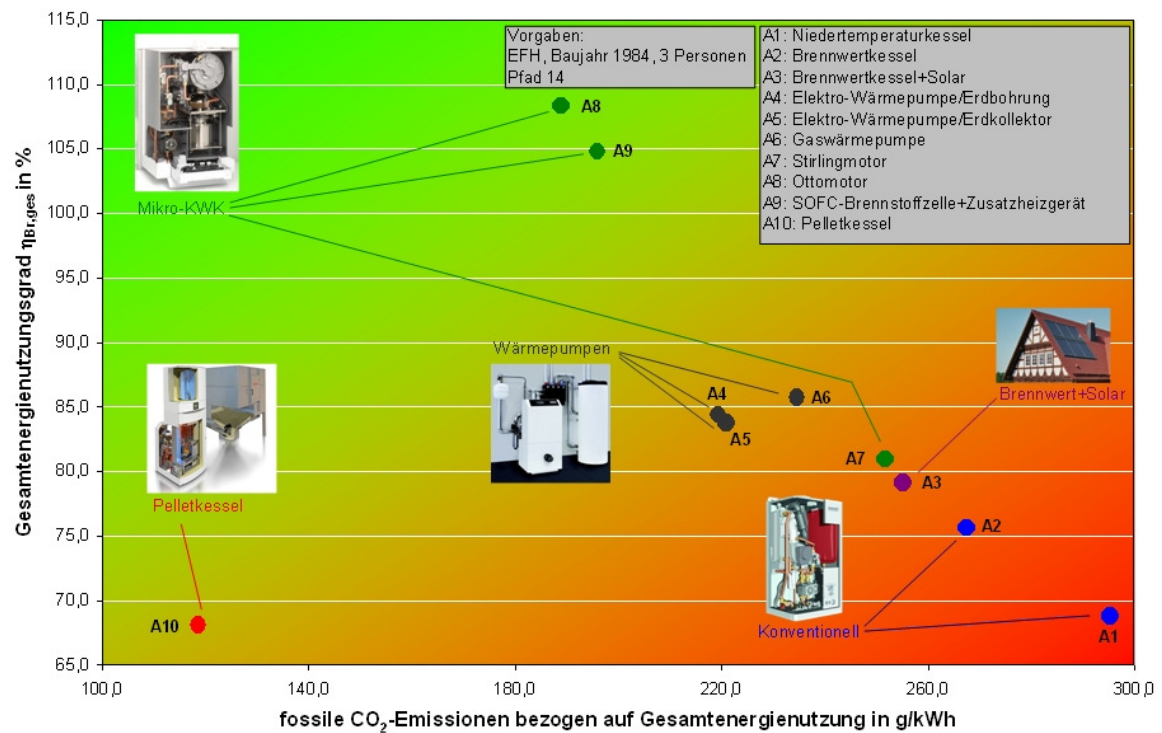 115,0
110,0
105,0
100,0
95,0
90,0
85,0
80,0
75,0
70,0
65,0
Gesamtenergienutzungsgrad ηBr,ges in %
Vorgaben:
EFH, Baujahr 1984, 3 Personen
Pfad 14
A1: Niedertemperaturkessel
A2: Brennwertkessel
A3: Brennwertkessel+Solar
A4: Elektro-Wärmepumpe/Erdbohrung
A5: Elektro-Wärmepumpe/Erdkollektor
A6: Gaswärmepumpe
A7: Stirlingmotor
A8: Ottomotor
A9: SOFC-Brennstoffzelle+Zusatzheizgerät
A10: Pelletkessel
A8
A9
Mikro-KWK
Wärmepumpen
A4
A5
A6
Brennwert+Solar
A7
A3
Pelletkessel
A2
A10
Konventionell
A1
100,0
140,0
180,0
220,0
260,0
300,0
fossile CO₂-Emissionen bezogen auf Gesamtenergienutzung in g/kWh